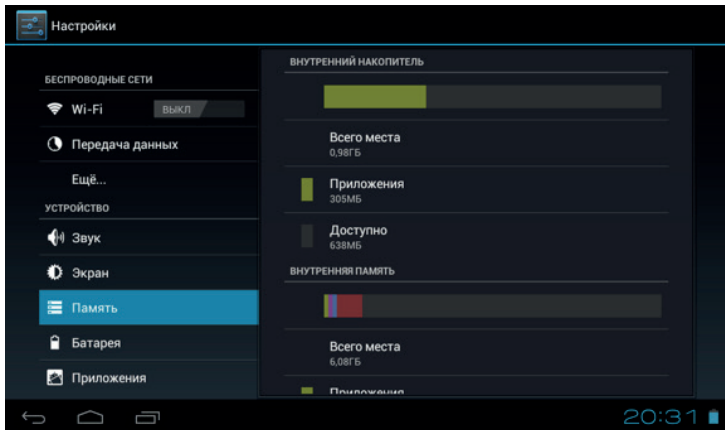 Настройки
БЕСПРОВОДНЫЕ СЕТИ
Wi-Fi
ВЫКЛ
Передача данных
Ещё...
УСТРОЙСТВО
Звук
Экран
Память
Батарея
Приложения
ВНУТРЕННИЙ НАКОПИТЕЛЬ
Всего места
0,98ГБ
Приложения
305МБ
Доступно
638МБ
ВНУТРЕННЯЯ ПАМЯТЬ
Всего места
6,08ГБ
Приложения
20:31